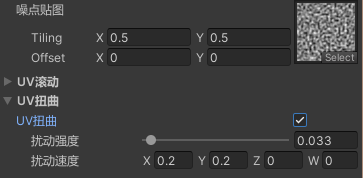 噪点贴图
Tiling X 0.5 Y 0.5
Offset X 0 Y 0
Select
UV滚动
UV扭曲
UV扭曲
扰动强度 0.033
扰动速度 X 0.2 Y 0.2 Z 0 W 0